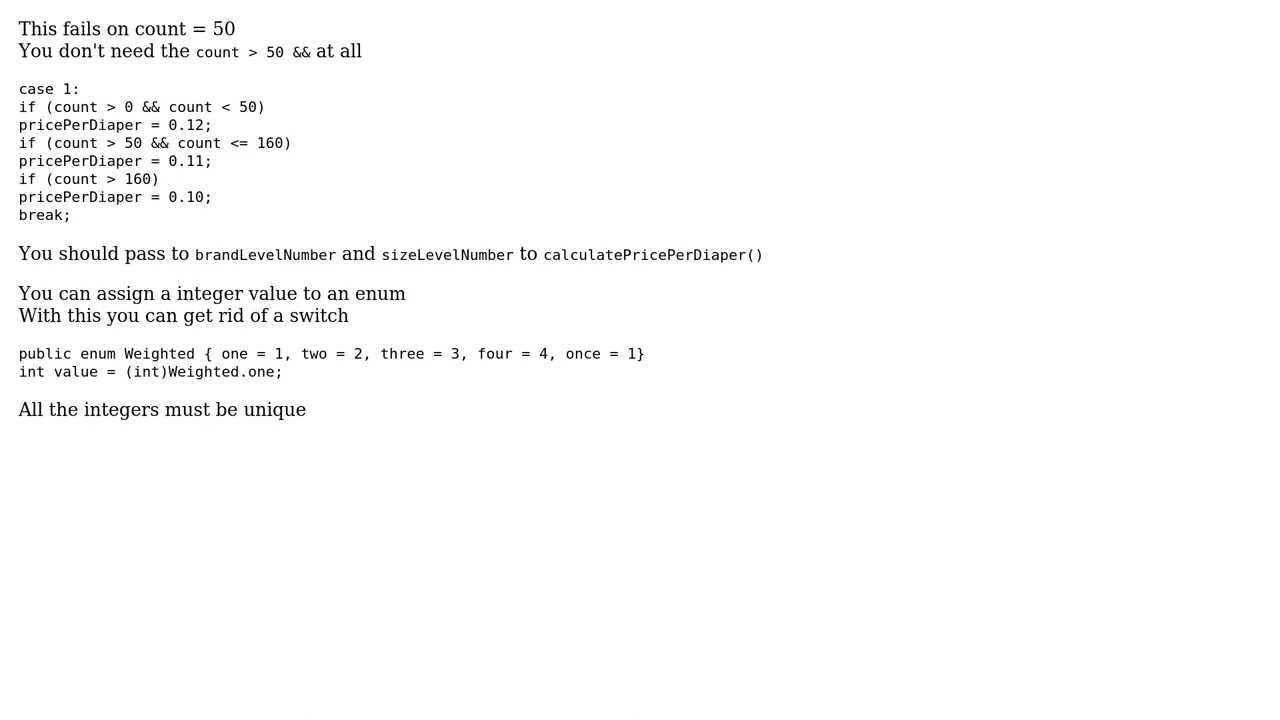 This fails on count = 50
You don't need the count > 50 && at all
case 1:
if (count > 0 && count < 50)
pricePerDiaper = 0.12;
if (count > 50 && count <= 160)
pricePerDiaper = 0.11;
if (count > 160)
pricePerDiaper = 0.10;
break;
You should pass to brandLevelNumber and sizeLevelNumber to calculatePricePerDiaper()
You can assign a integer value to an enum
With this you can get rid of a switch
public enum Weighted { one = 1, two = 2, three = 3, four = 4, once = 1}
int value = (int)Weighted.one;
All the integers must be unique